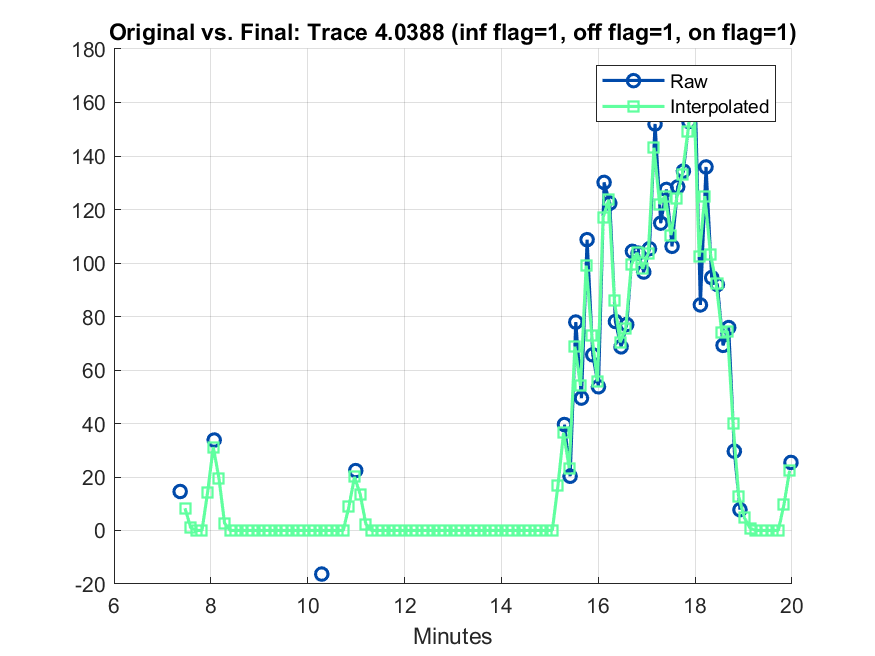 Original vs. Final: Trace 4.0388 (inf flag=1, off flag=1, on flag=1)
180
160
140
120
100
80
60
40
20
0
-20
Raw
Interpolated
6 8 10 12 14 16 18 20
Minutes